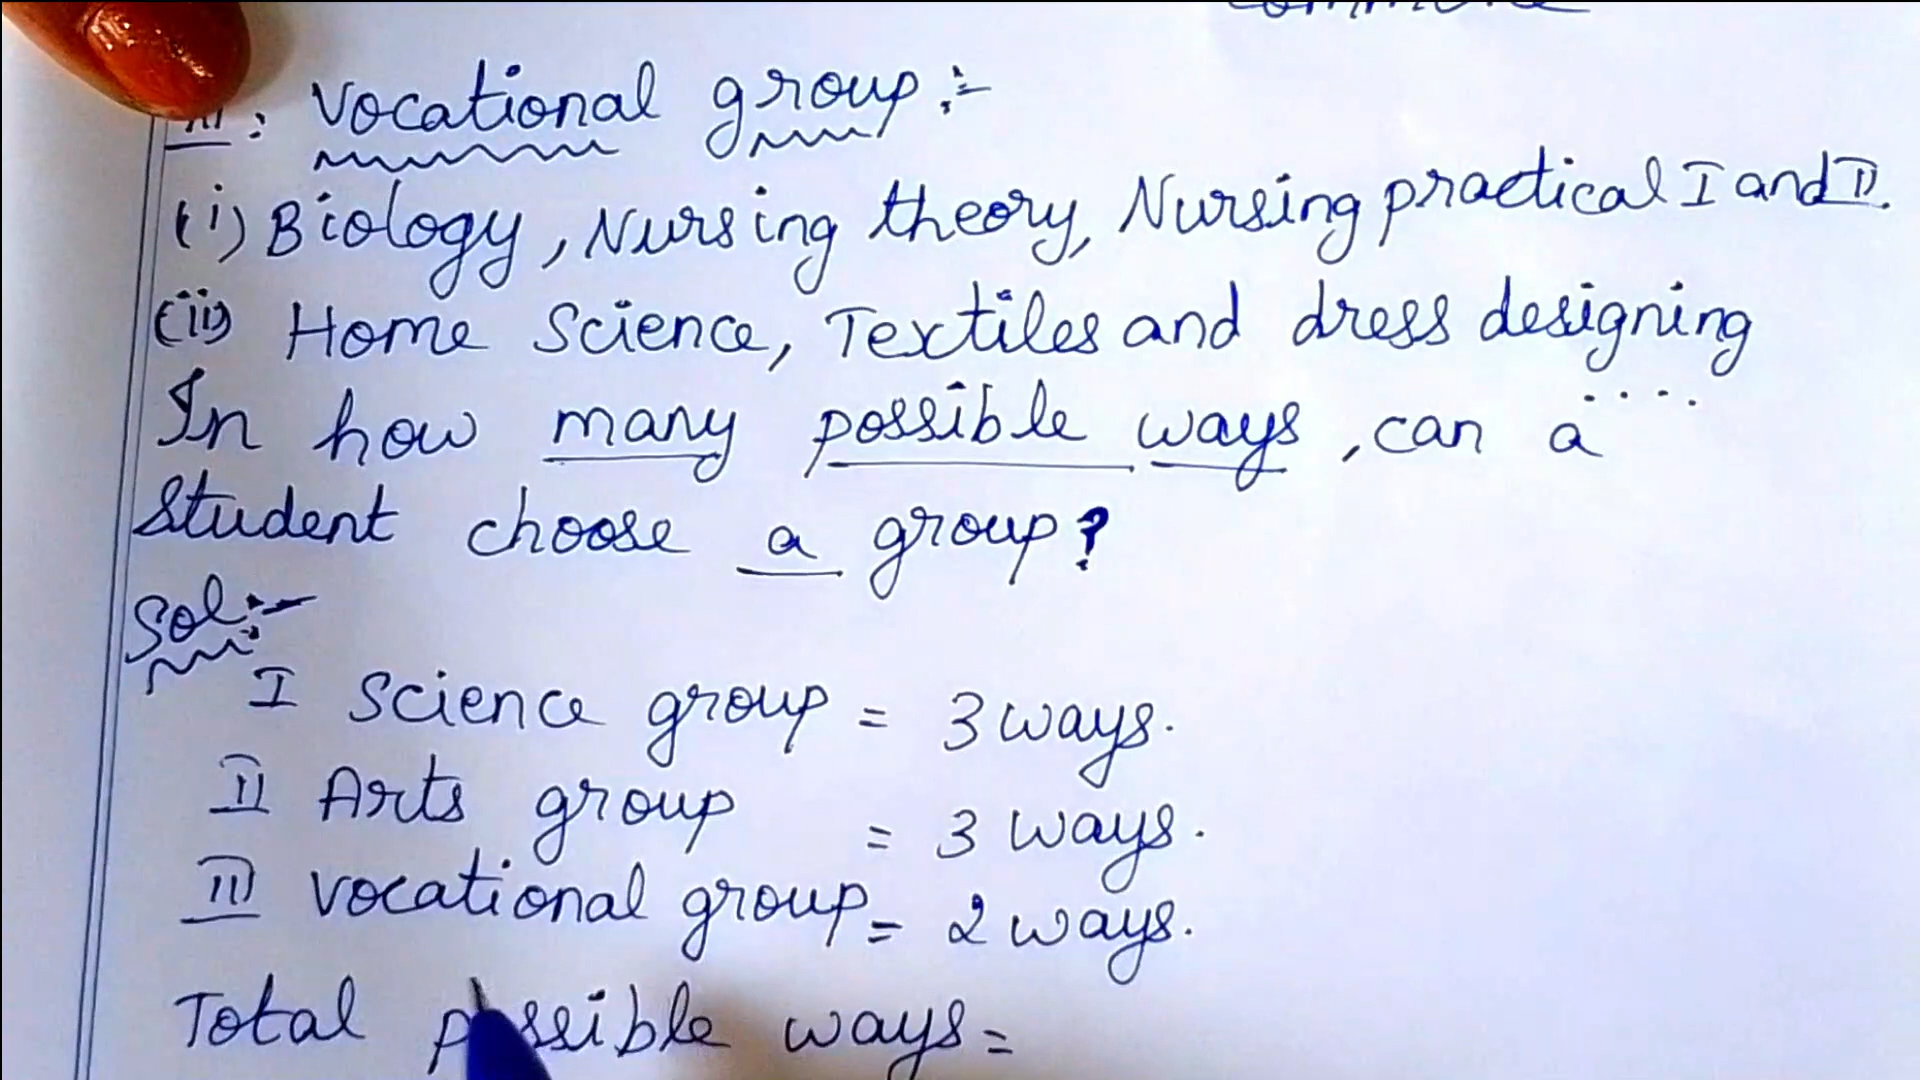 III: Vocational group:-
(i) Biology, Nursing theory, Nursing practical I and II.
(ii) Home Science, Textiles and dress designing
In how many possible ways, can a ....
Student choose a group?
Sol:-
I Science group = 3 ways.
II Arts group = 3 ways.
III Vocational group = 2 ways.
Total possible ways =